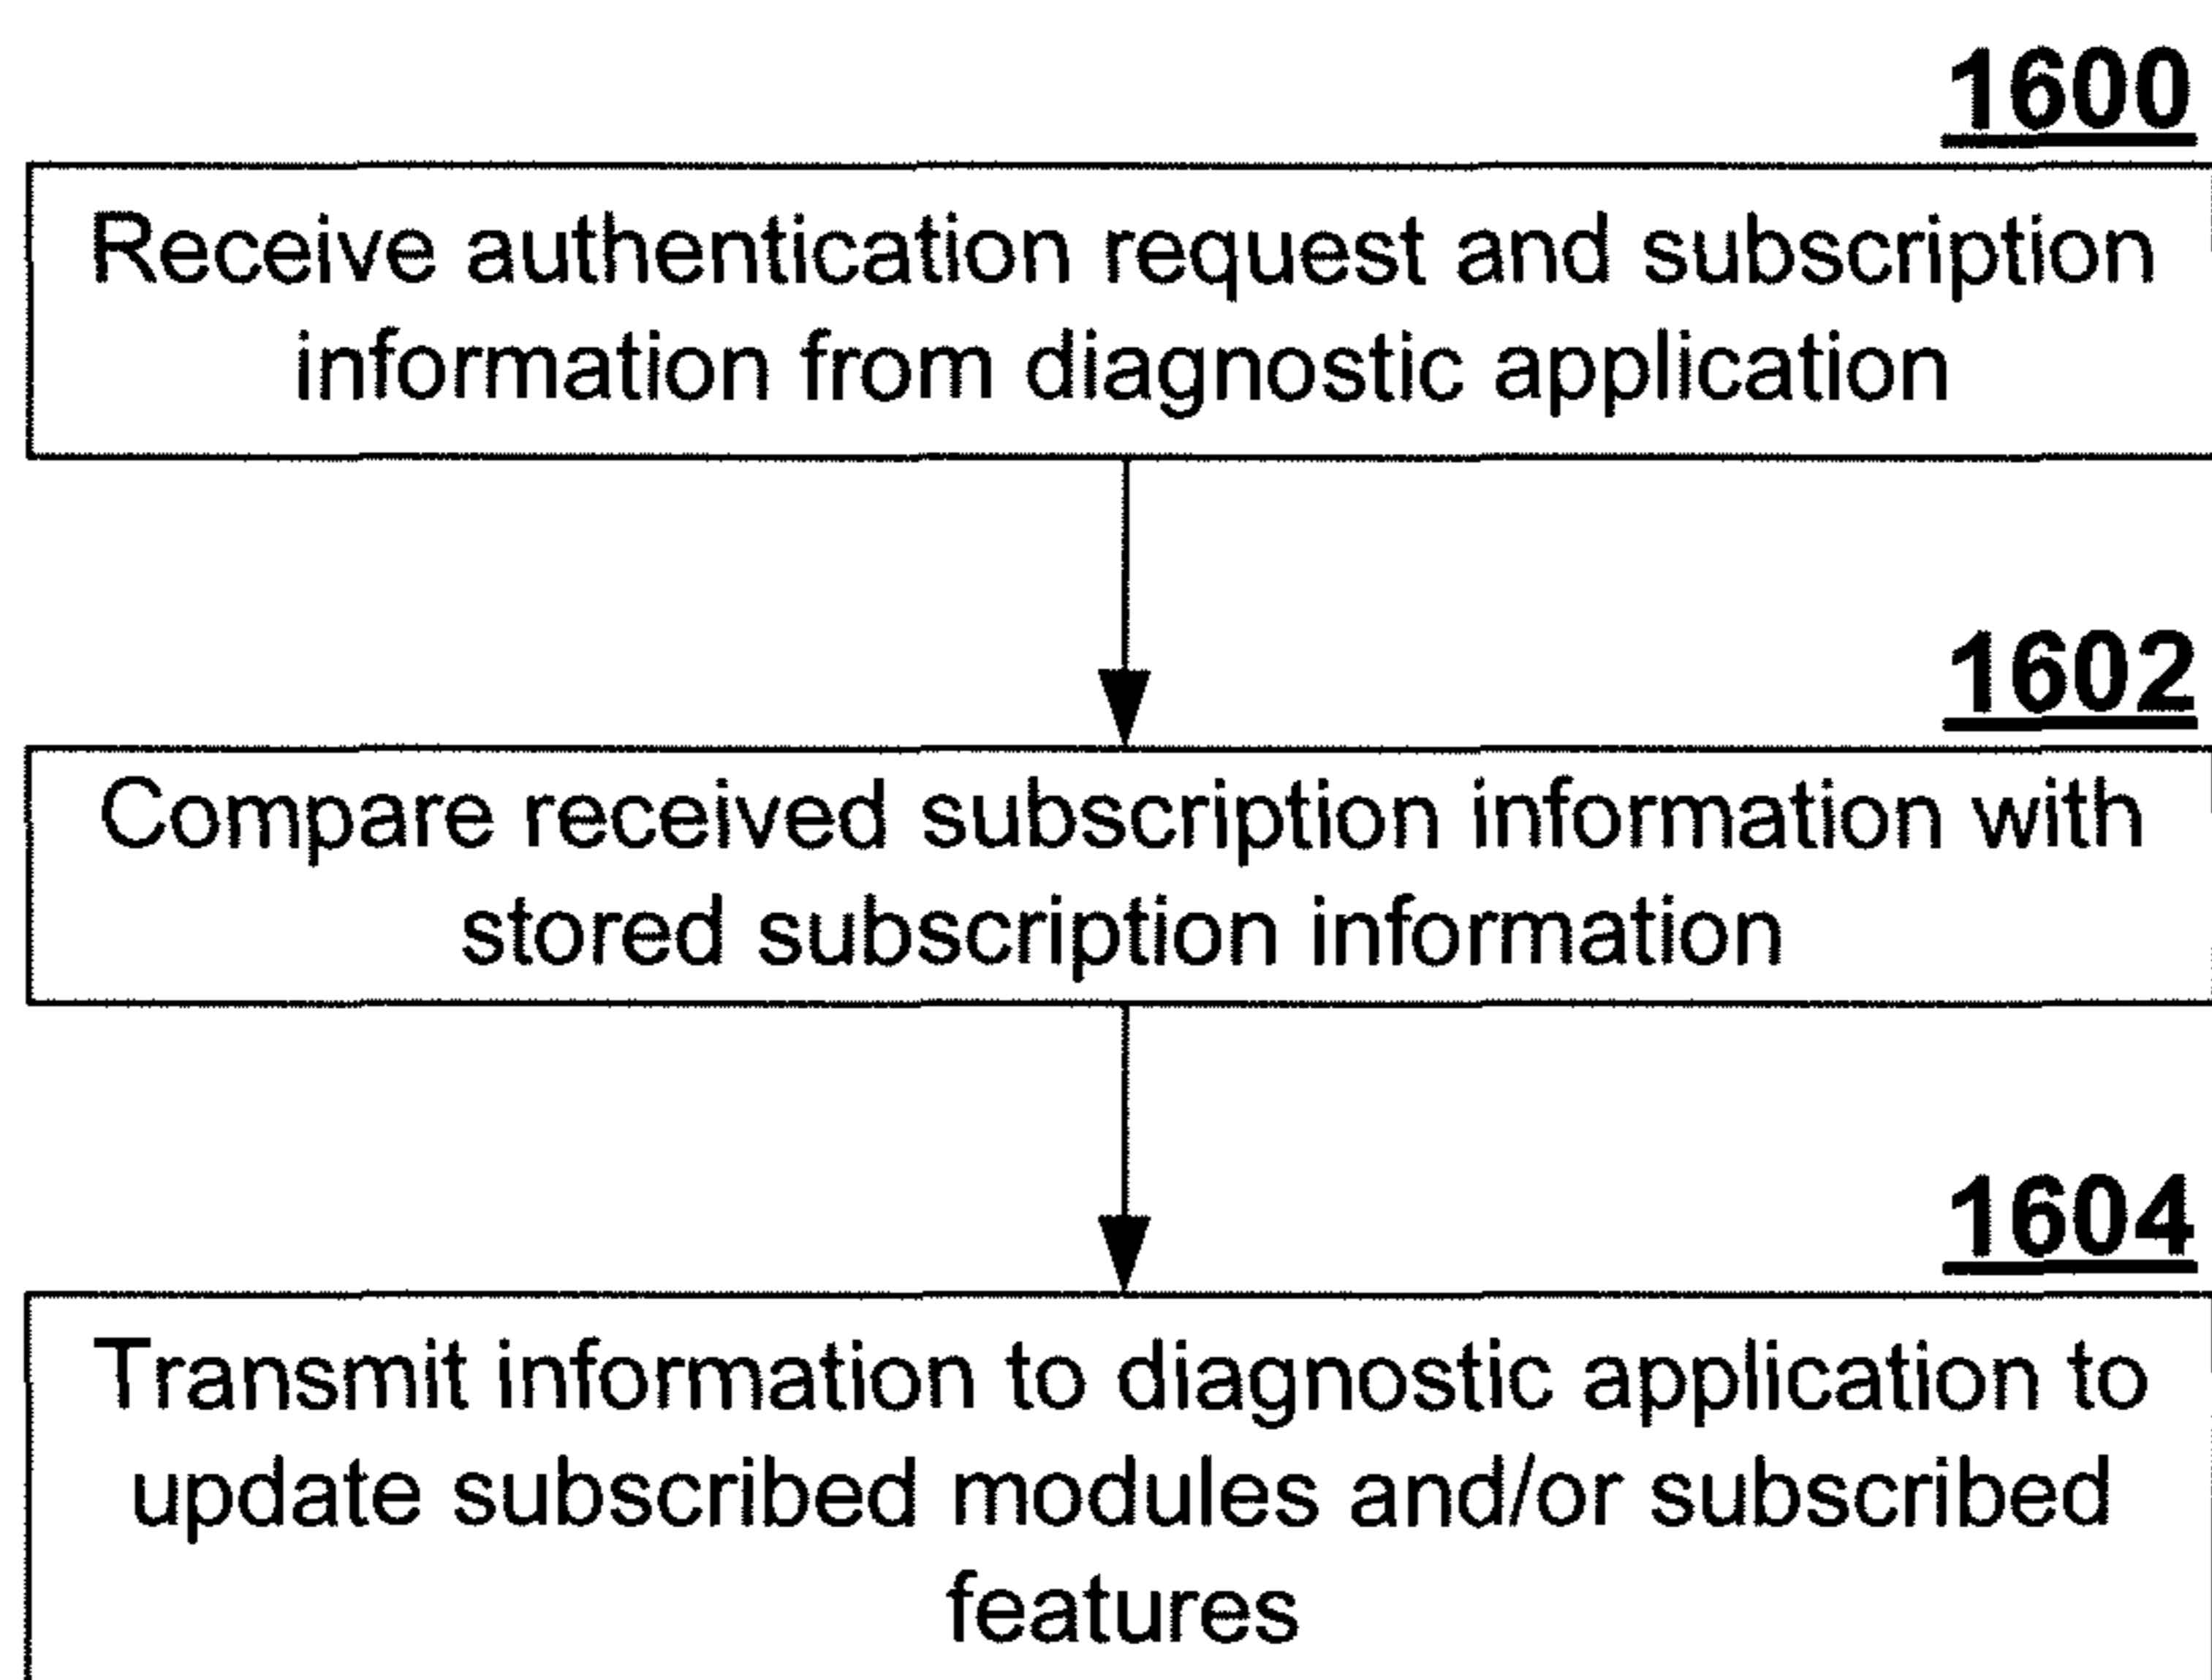 1600
Receive authentication request and subscription
information from diagnostic application
1602
Compare received subscription information with
stored subscription information
1604
Transmit information to diagnostic application to
update subscribed modules and/or subscribed
features